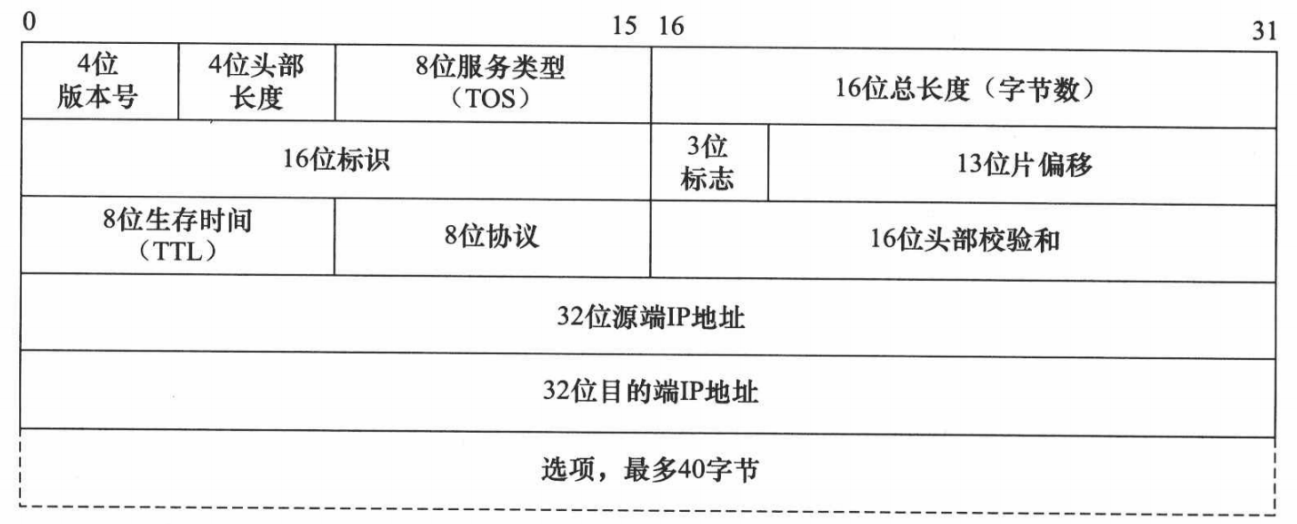 0 15 16 31
4位
版本号
4位头部
长度
8位服务类型
(TOS)
16位总长度(字节数)
16位标识
3位
标志
13位片偏移
8位生存时间
(TTL)
8位协议
16位头部校验和
32位源端IP地址
32位目的端IP地址
选项,最多40字节